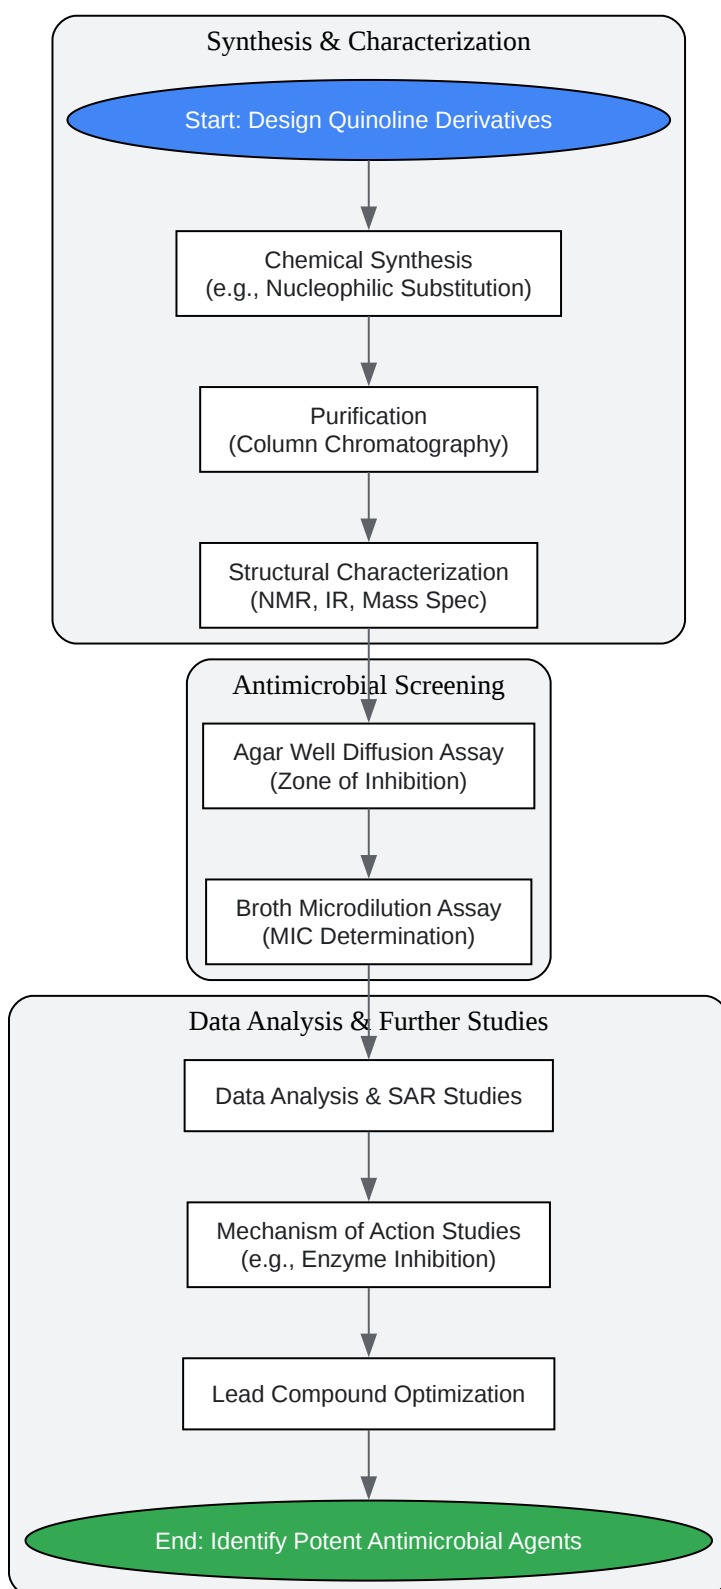 Synthesis & Characterization
Start: Design Quinoline Derivatives
Chemical Synthesis
(e.g., Nucleophilic Substitution)
Purification
(Column Chromatography)
Structural Characterization
(NMR, IR, Mass Spec)
Antimicrobial Screening
Agar Well Diffusion Assay
(Zone of Inhibition)
Broth Microdilution Assay
(MIC Determination)
Data Analysis & Further Studies
Data Analysis & SAR Studies
Mechanism of Action Studies
(e.g., Enzyme Inhibition)
Lead Compound Optimization
End: Identify Potent Antimicrobial Agents